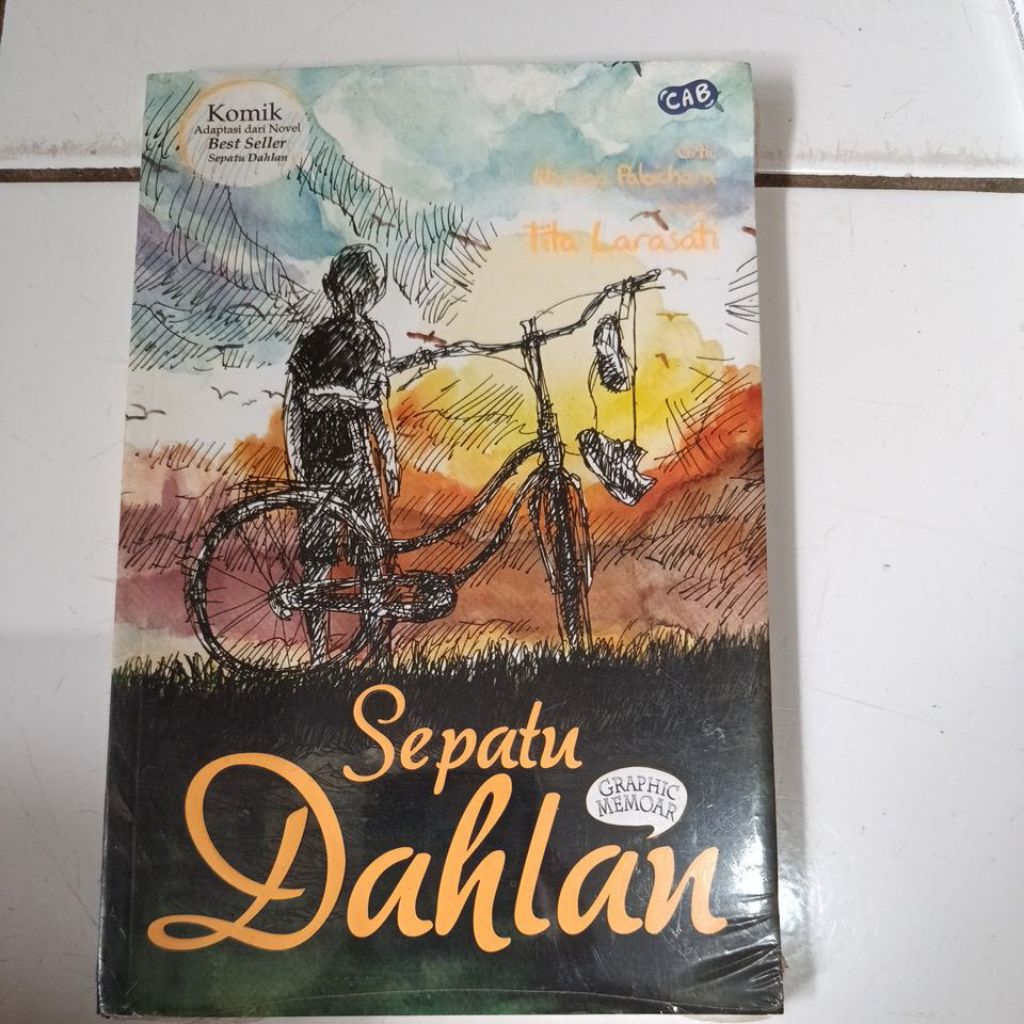 Komik
Adaptasi dari Novel
Best Seller
Sepatu Dahlan
CAB
Tita Larasati
Sepatu
Dahlan
GRAPHIC
MEMOAR